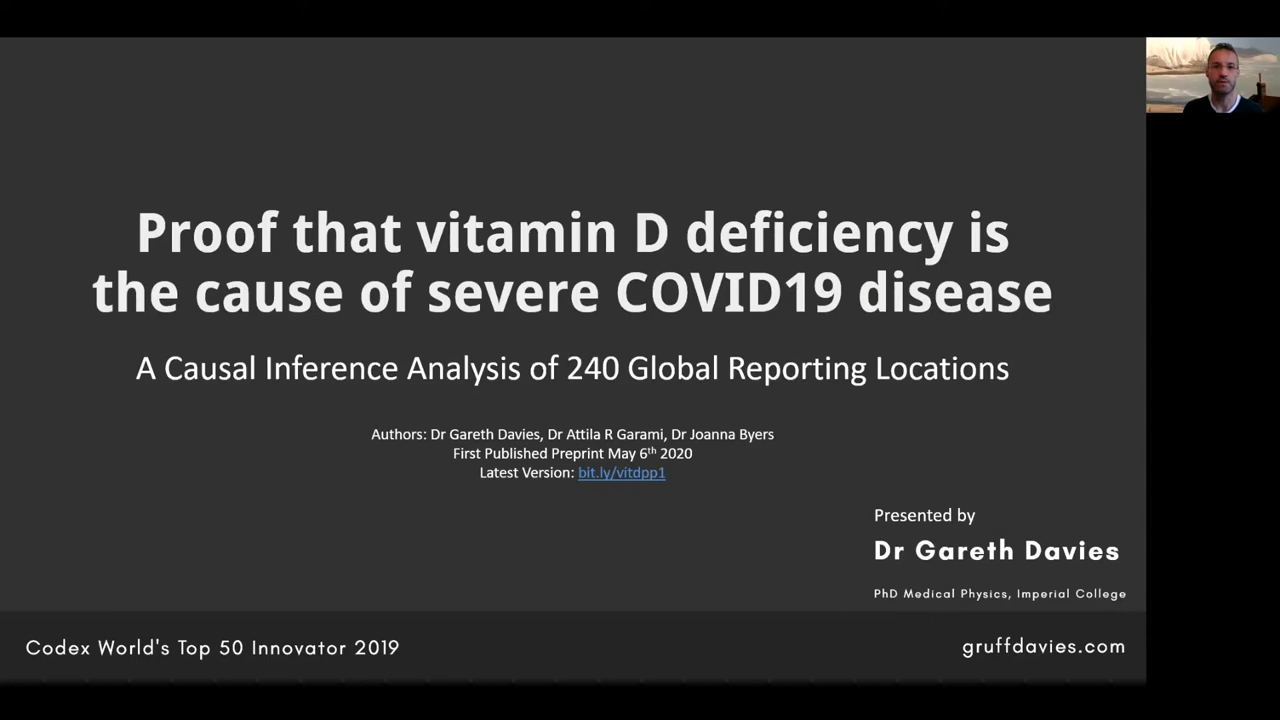 Proof that vitamin D deficiency is
the cause of severe COVID19 disease
A Causal Inference Analysis of 240 Global Reporting Locations
Authors: Dr Gareth Davies, Dr Attila R Garami, Dr Joanna Byers
First Published Preprint May 6th 2020
Latest Version: bit.ly/vitdpp1
Presented by
Dr Gareth Davies
PhD Medical Physics, Imperial College
Codex World's Top 50 Innovator 2019
gruffdavies.com